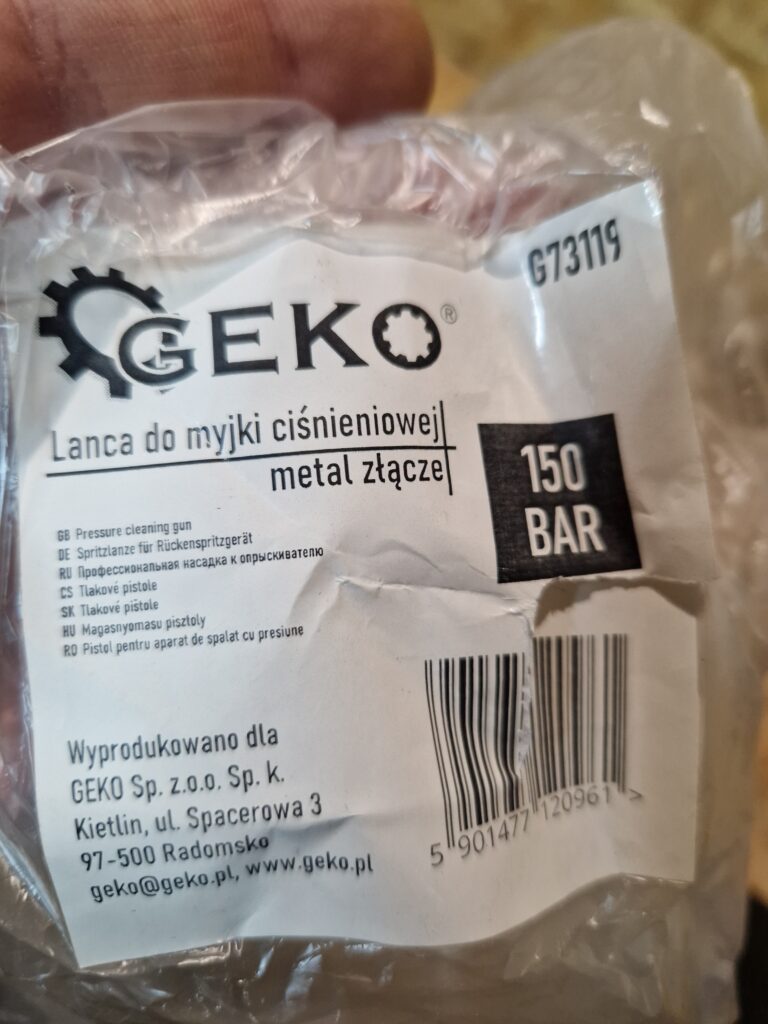 G73119
GEKO®
Lanca do myjki ciśnieniowej
metal złącze
150
BAR
GB Pressure cleaning gun
DE Spritzlanze für Rückenspritzgerät
RU Профессиональная насадка к опрыскивателю
CS Tlakové pistole
SK Tlakové pištole
HU Magasnyomasu pisztoly
RO Pistol pentru aparat de spalat cu presiune
Wyprodukowano dla
GEKO Sp. z.o.o. Sp. k.
Kietlin, ul. Spacerowa 3
97-500 Radomsko
geko@geko.pl, www.geko.pl
5 901477 120961 >